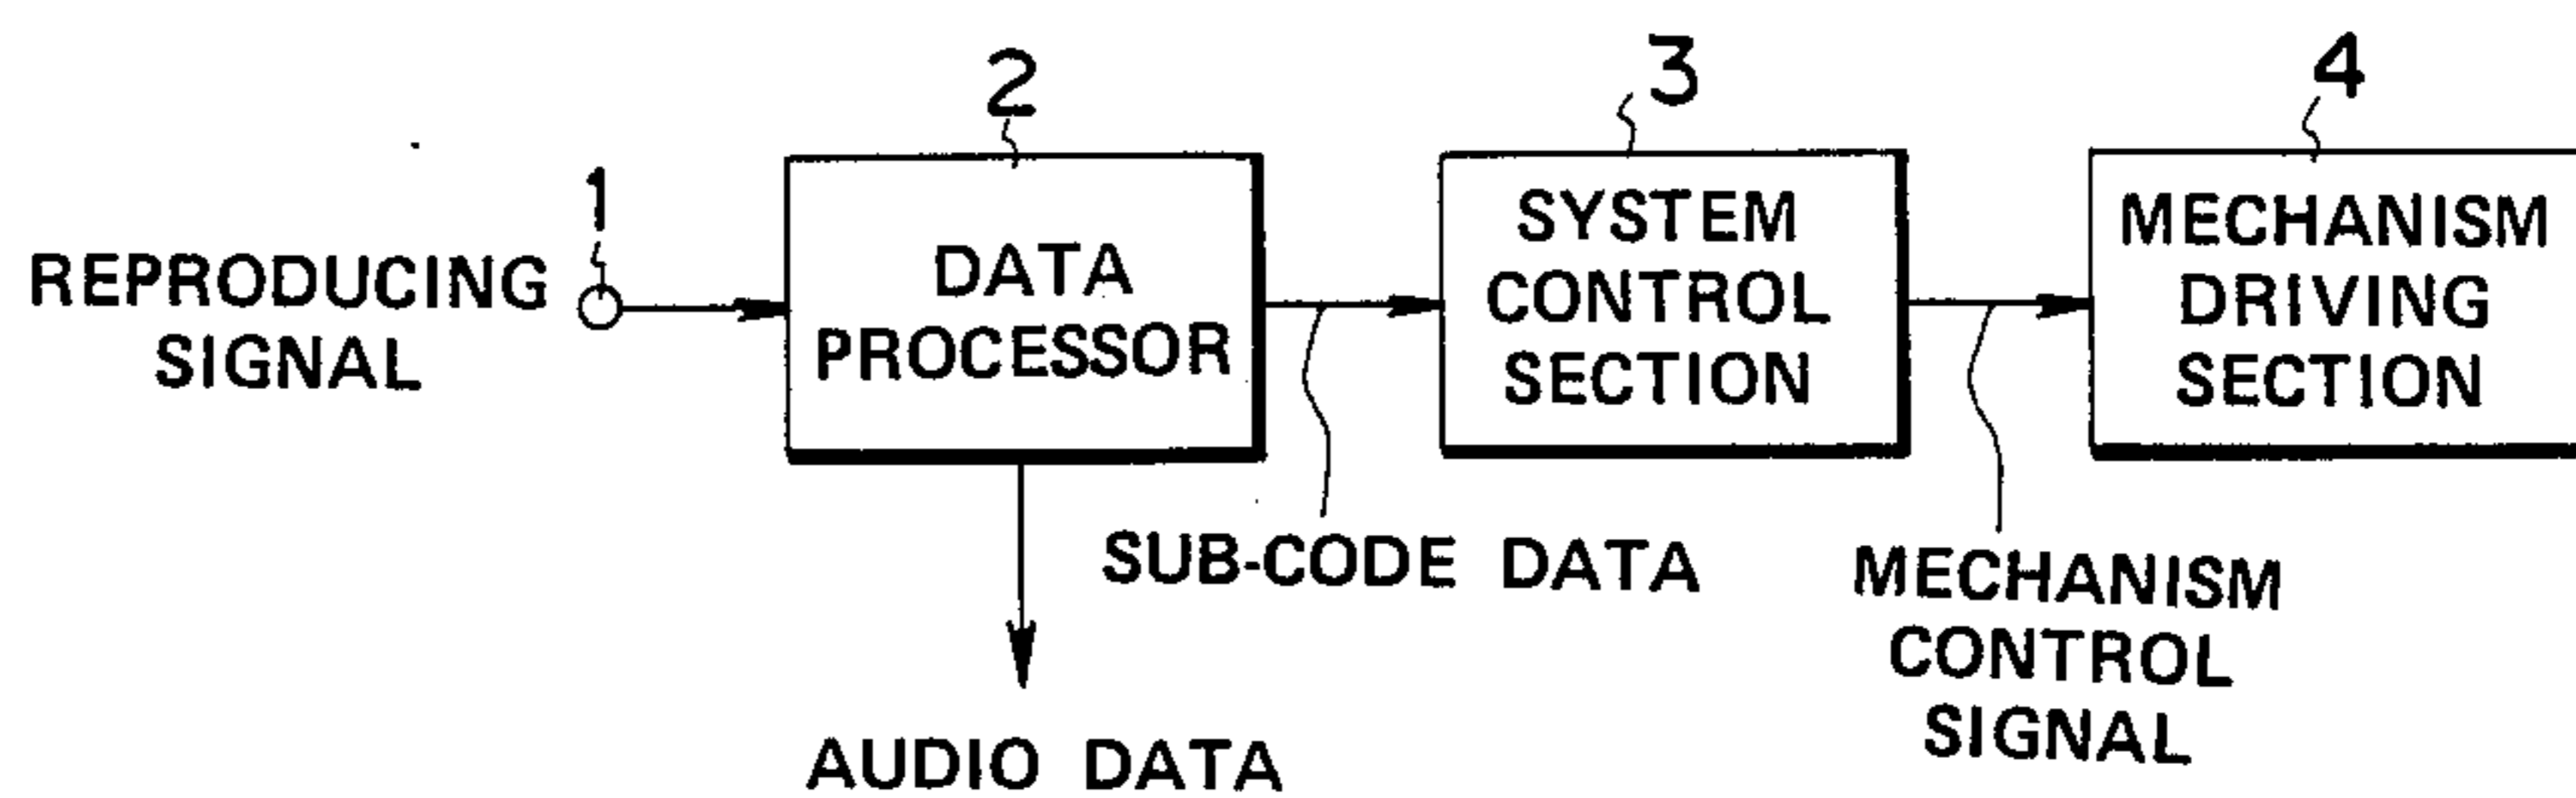 1
REPRODUCING
SIGNAL
2
DATA
PROCESSOR
3
SYSTEM
CONTROL
SECTION
4
MECHANISM
DRIVING
SECTION
SUB-CODE DATA
MECHANISM
CONTROL
SIGNAL
AUDIO DATA